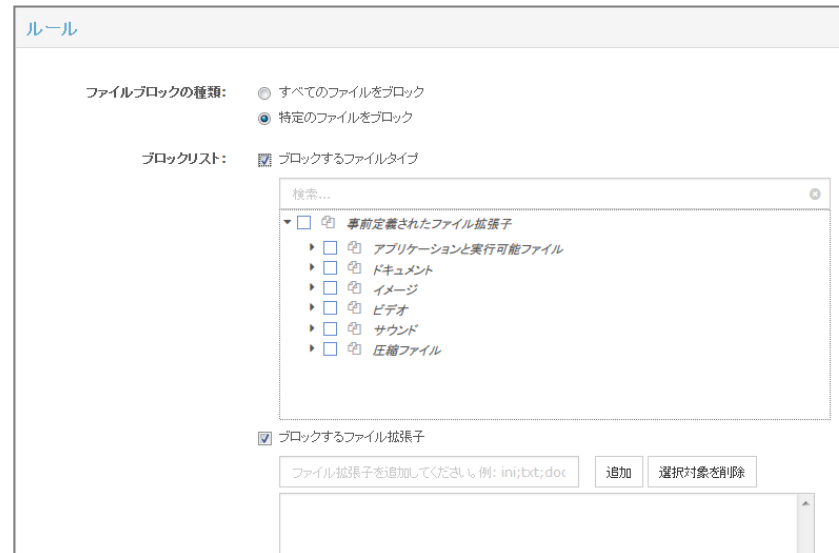 ルール
ファイルブロックの種類: すべてのファイルをブロック
特定のファイルをブロック
ブロックリスト: ブロックするファイルタイプ
検索...
事前定義されたファイル拡張子
アプリケーションと実行可能ファイル
ドキュメント
イメージ
ビデオ
サウンド
圧縮ファイル
ブロックするファイル拡張子
ファイル拡張子を追加してください。例: ini;txt;doc 追加 選択対象を削除